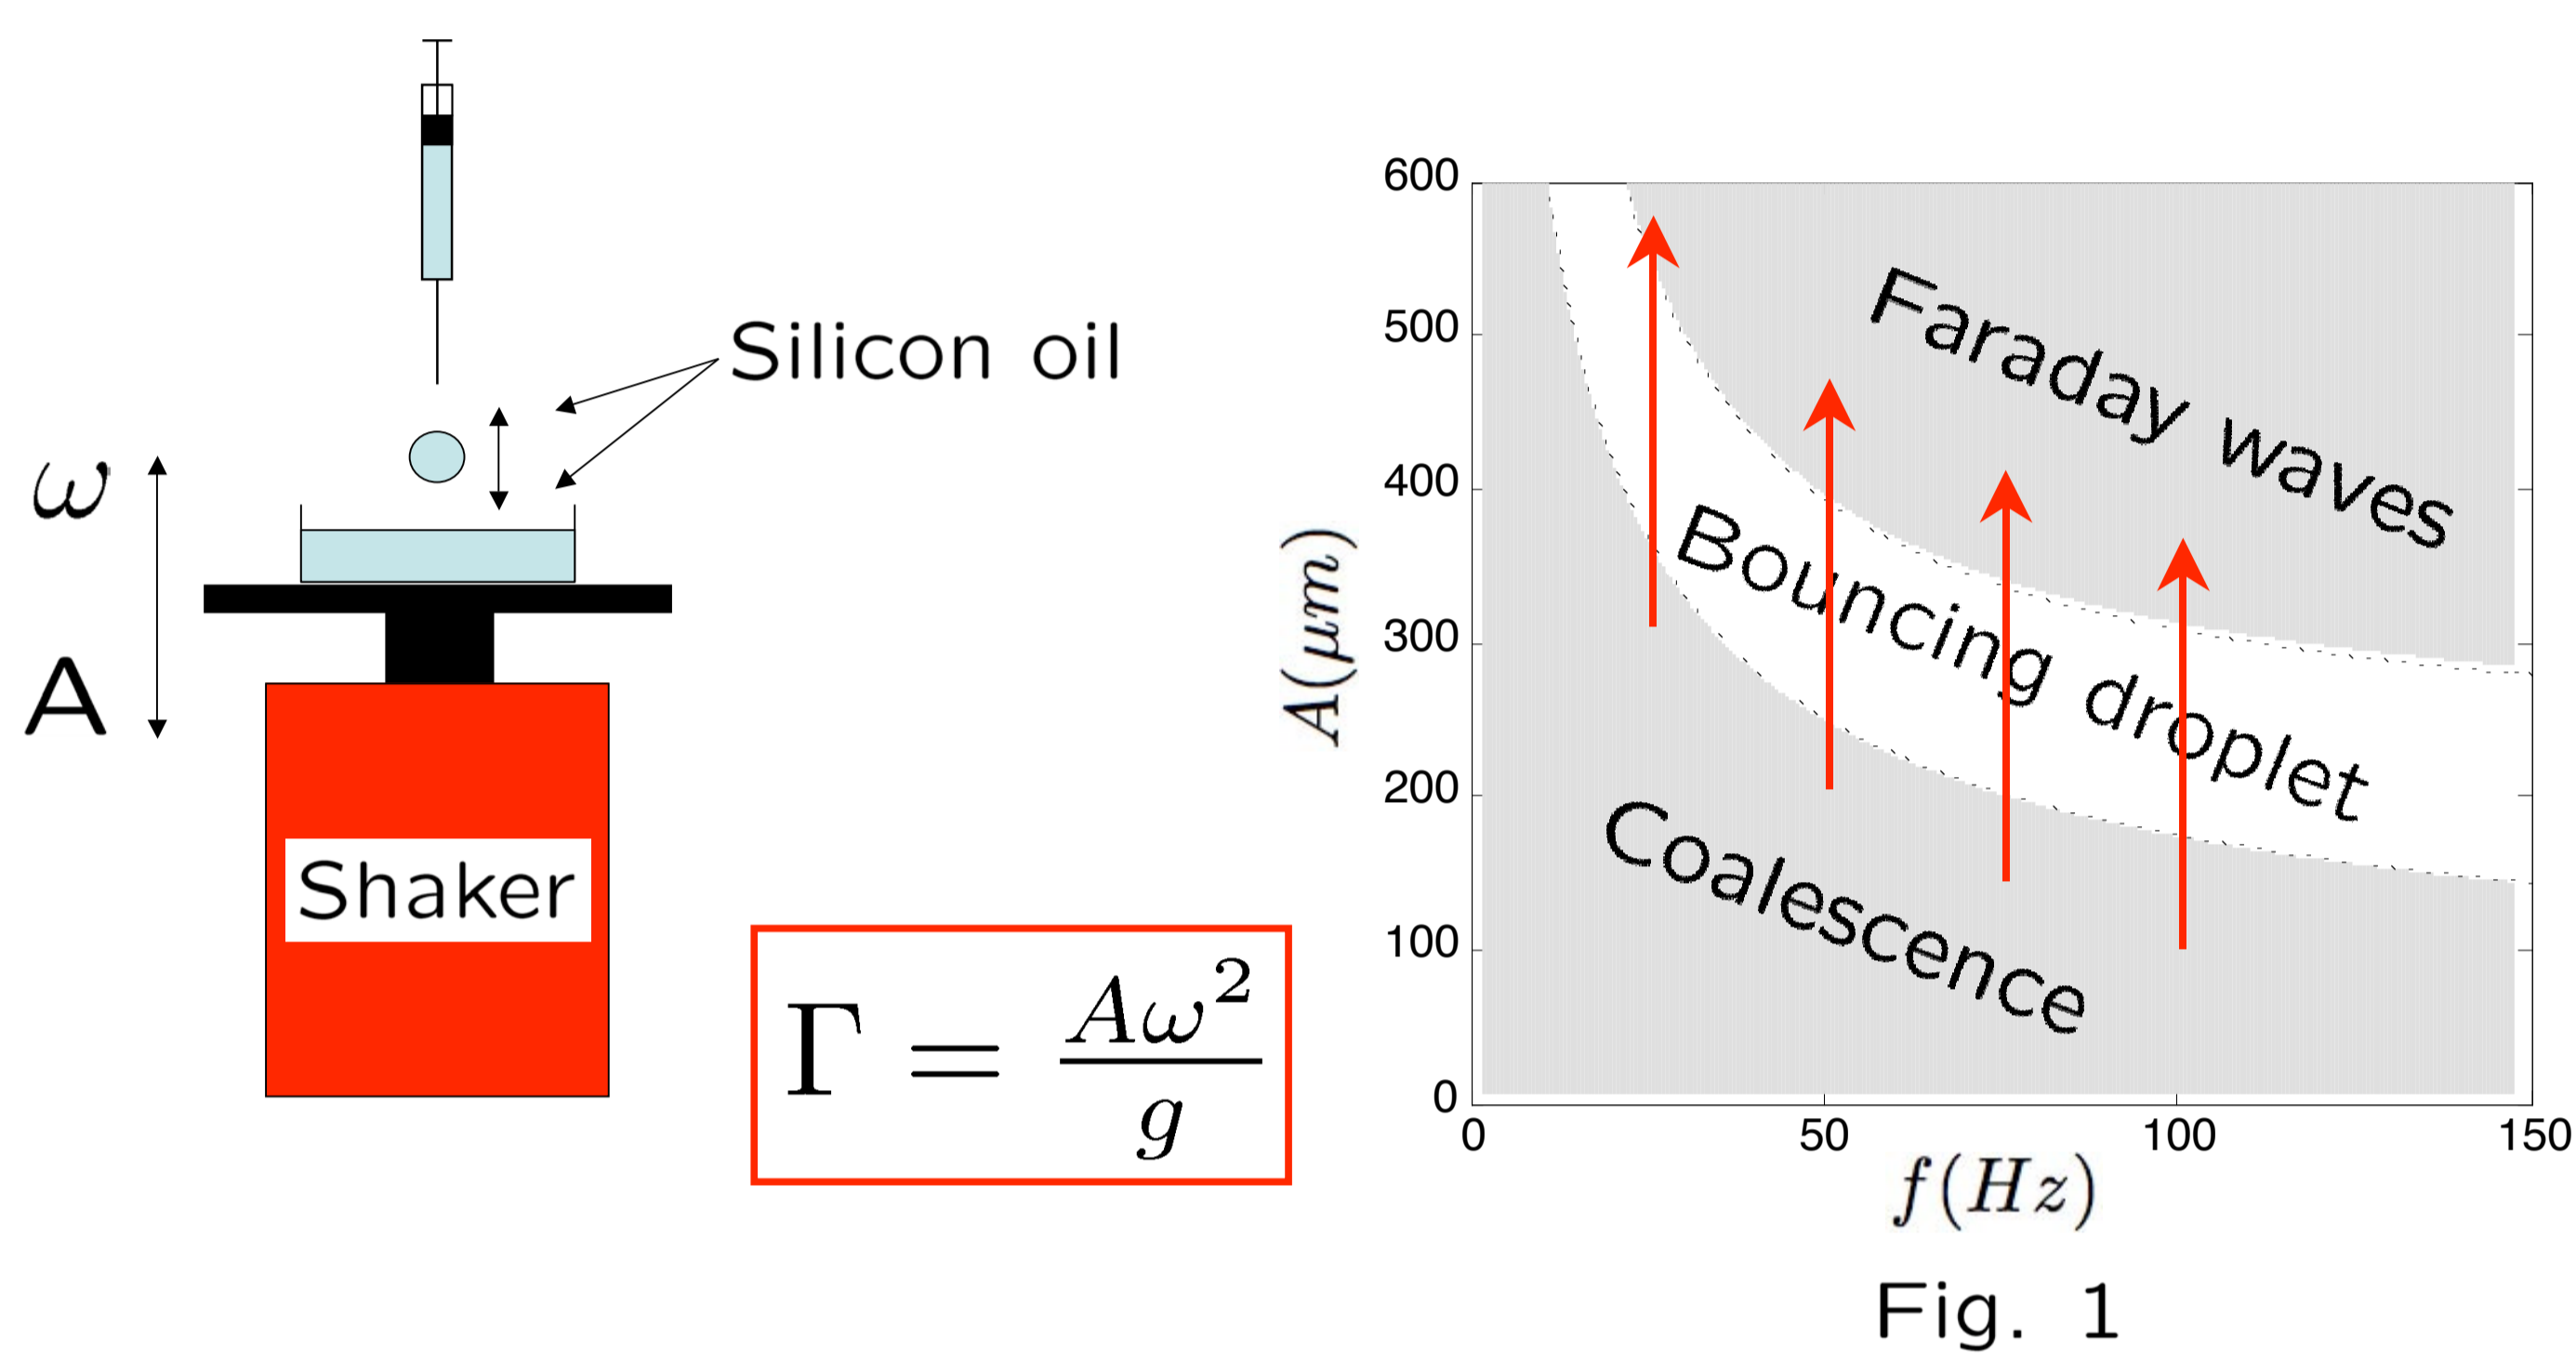 Silicon oil
ω
A
Shaker
Γ = Aω²/g
600
500
400
300
200
100
0
A(μm)
Faraday waves
Bouncing droplet
Coalescence
0 50 100 150
f(Hz)
Fig. 1